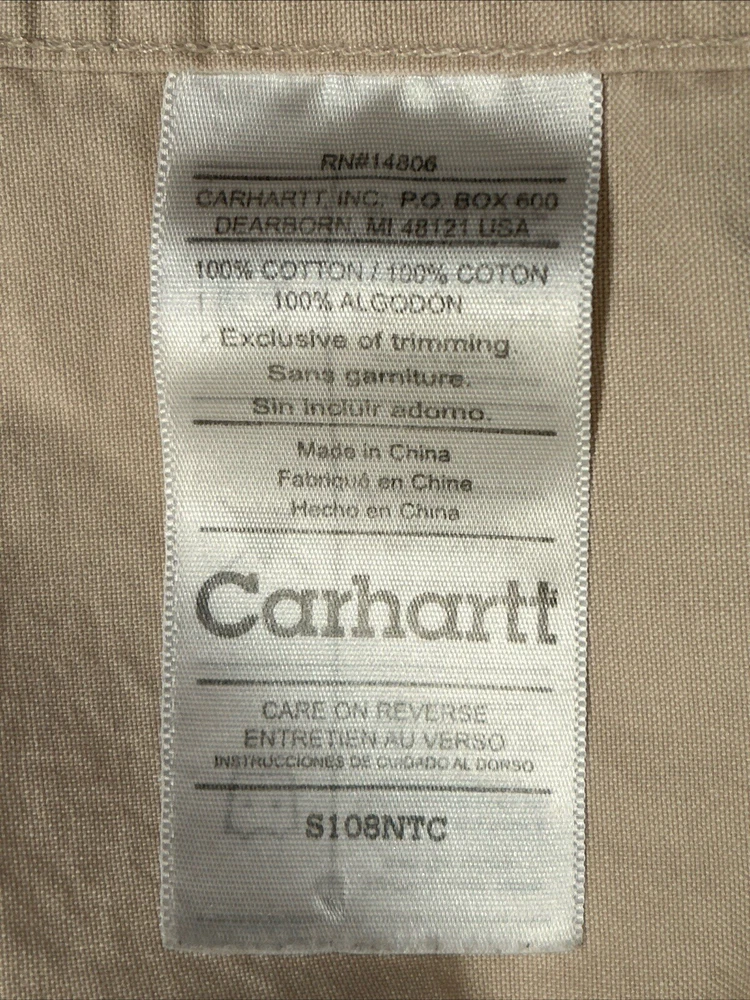 RN#14806
CARHARTT, INC. P.O. BOX 600
DEARBORN, MI 48121 USA
100% COTTON / 100% COTON
100% ALGODÓN
Exclusive of trimming.
Sans garniture.
Sin incluir adorno.
Made in China
Fabriqué en Chine
Hecho en China
Carhartt
CARE ON REVERSE
ENTRETIEN AU VERSO
INSTRUCCIONES DE CUIDADO AL DORSO
S108NTC